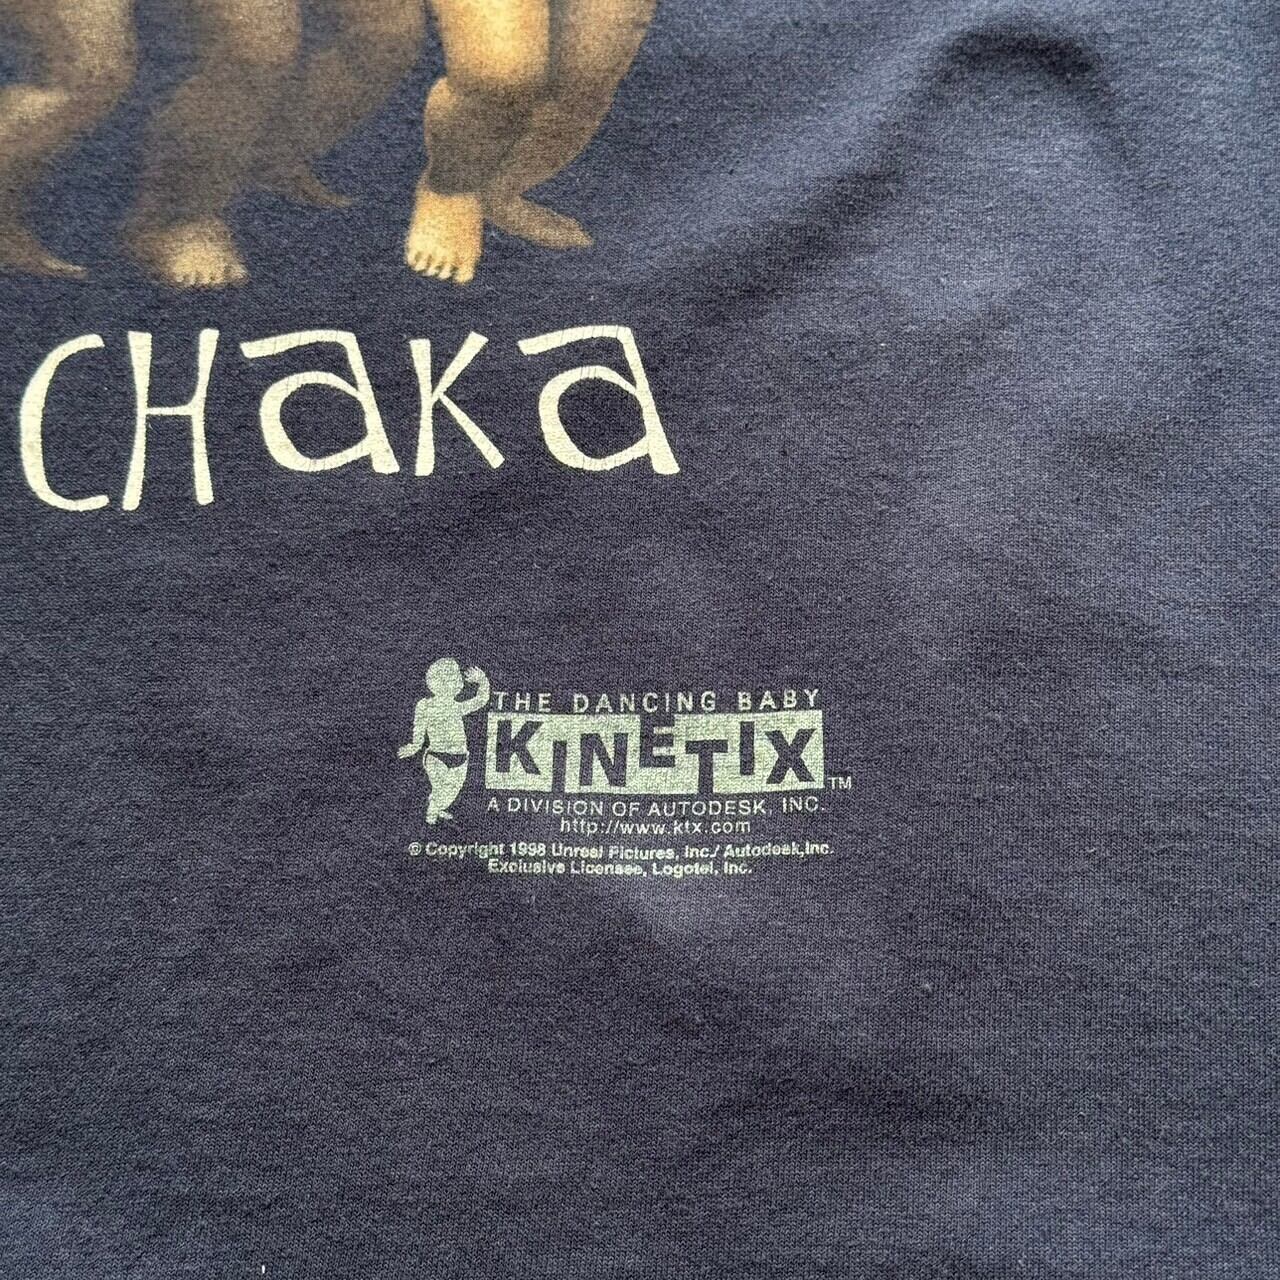 CHaKa
THE DANCING BABY
KINETIX TM
A DIVISION OF AUTODESK, INC.
http://www.ktx.com
© Copyright 1998 Unreal Pictures, Inc./ Autodesk,Inc.
Exclusive Licensee, Logotel, Inc.